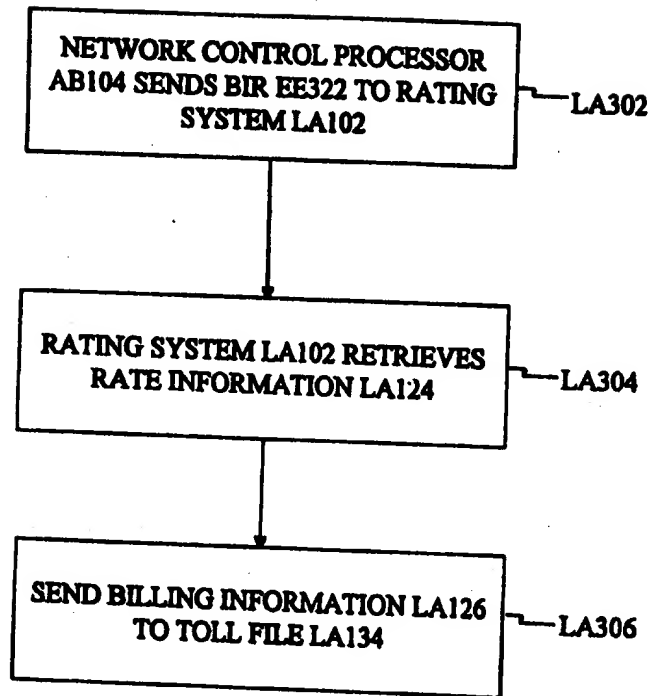 NETWORK CONTROL PROCESSOR
AB104 SENDS BIR EE322 TO RATING
SYSTEM LA102
LA302
RATING SYSTEM LA102 RETRIEVES
RATE INFORMATION LA124
LA304
SEND BILLING INFORMATION LA126
TO TOLL FILE LA134
LA306